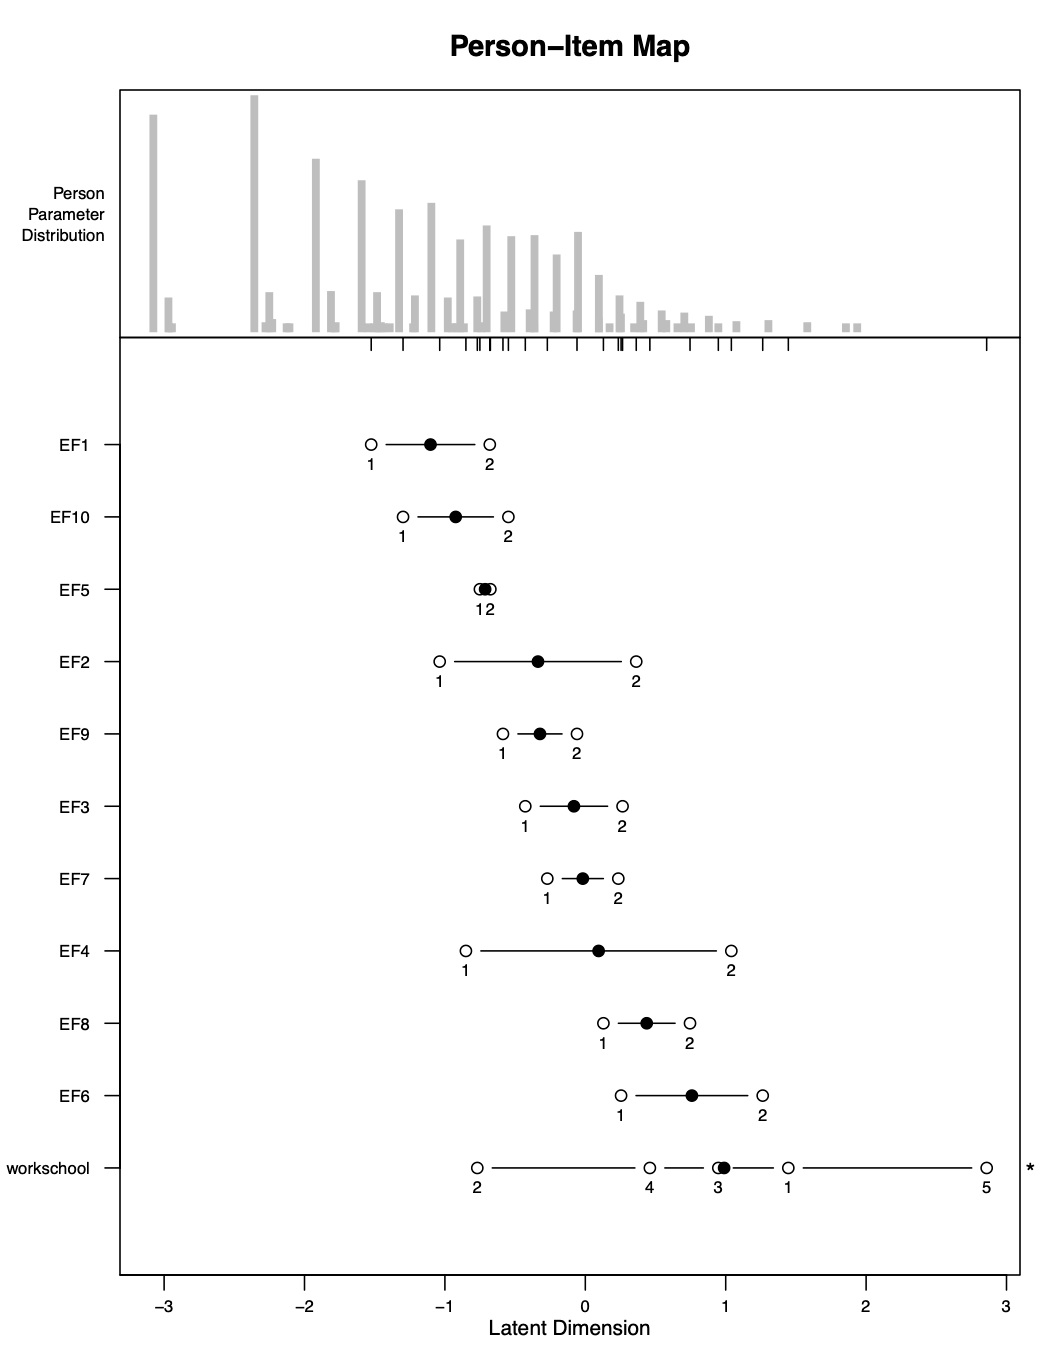 Person–Item Map
Person
Parameter
Distribution
EF1
1 2
EF10
1 2
EF5
12
EF2
1 2
EF9
1 2
EF3
1 2
EF7
1 2
EF4
1 2
EF8
1 2
EF6
1 2
workschool *
2 4 3 1 5
−3 −2 −1 0 1 2 3
Latent Dimension